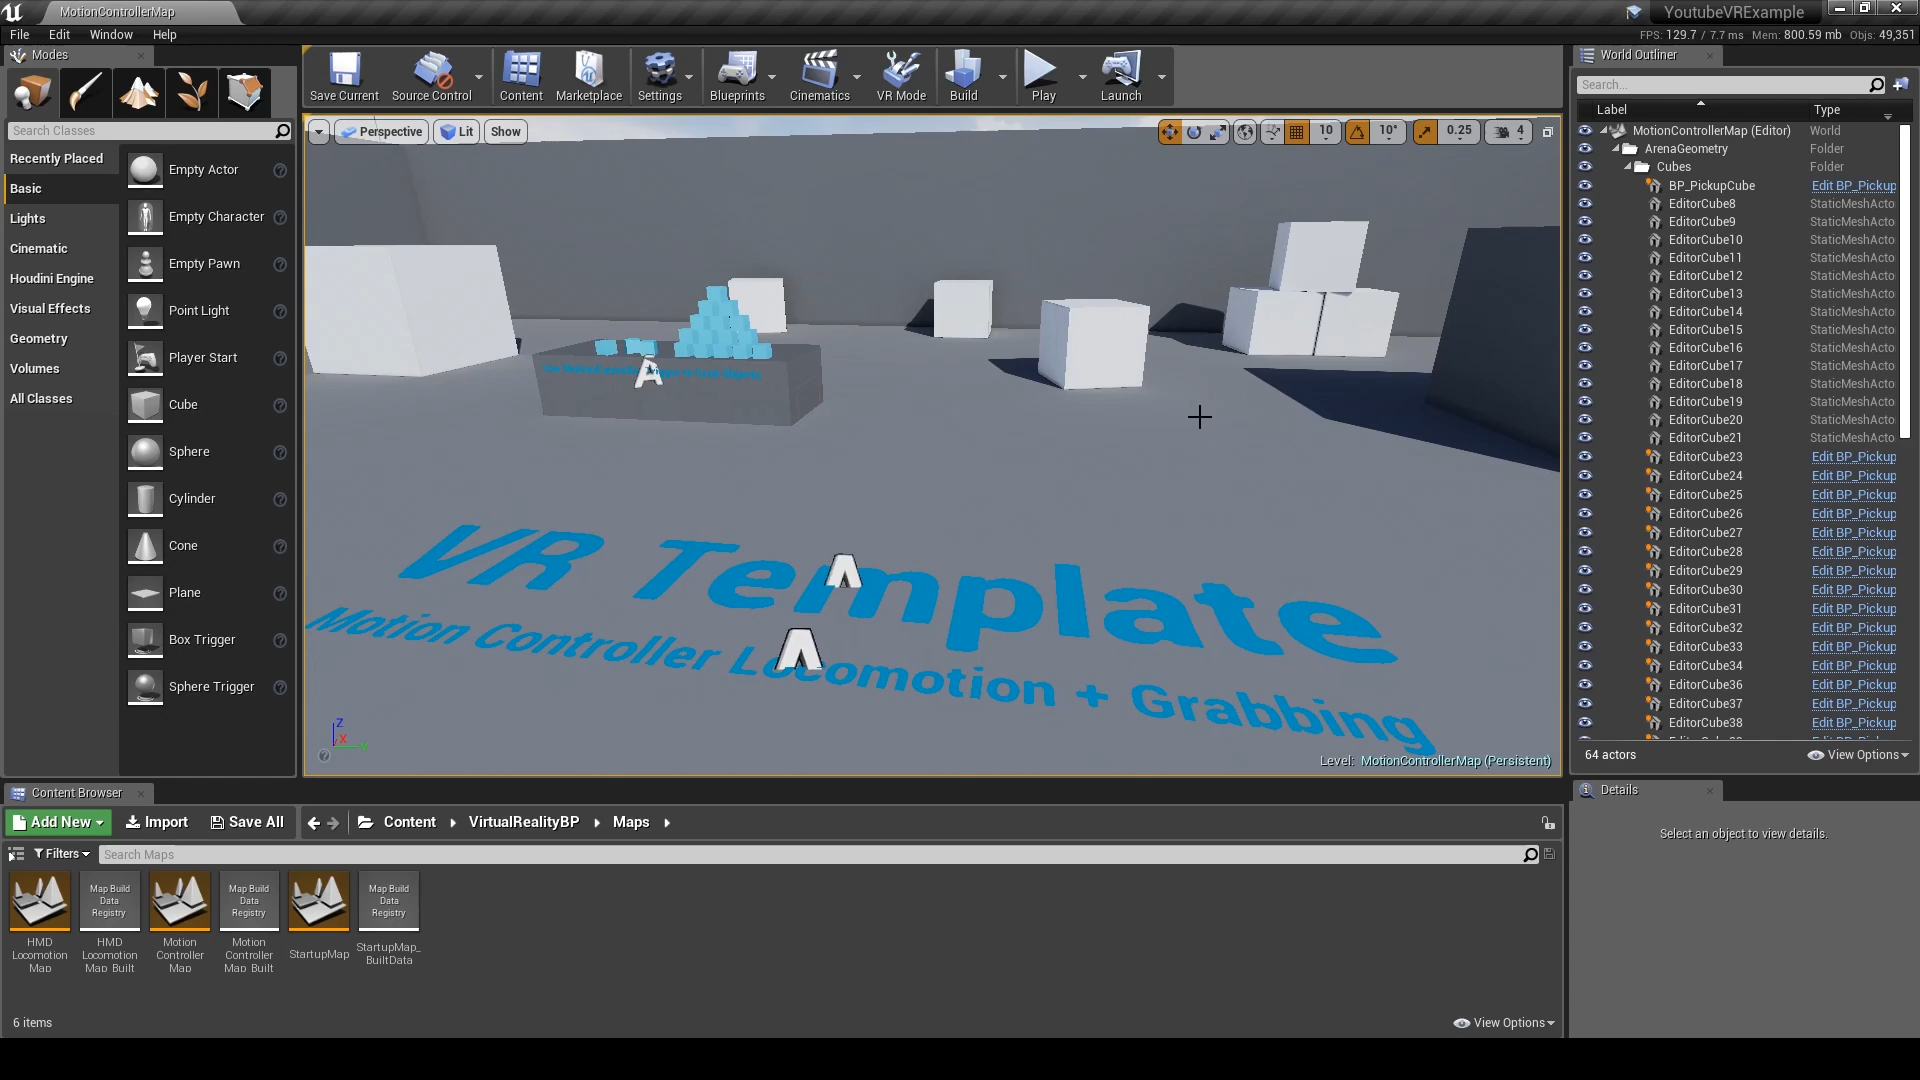 MotionControllerMap
YoutubeVRExample
File Edit Window Help
FPS: 129.7 / 7.7 ms Mem: 800.59 mb Objs: 49,351
Modes
Search Classes
Recently Placed
Basic
Lights
Cinematic
Houdini Engine
Visual Effects
Geometry
Volumes
All Classes
Empty Actor
Empty Character
Empty Pawn
Point Light
Player Start
Cube
Sphere
Cylinder
Cone
Plane
Box Trigger
Sphere Trigger
Save Current Source Control Content Marketplace Settings Blueprints Cinematics VR Mode Build Play Launch
Perspective Lit Show
10 10° 0.25 4
VR Template
Motion Controller Locomotion + Grabbing
Z
X
Y
Level: MotionControllerMap (Persistent)
World Outliner
Search...
Label Type
MotionControllerMap (Editor) World
ArenaGeometry Folder
Cubes Folder
BP_PickupCube Edit BP_Pickup
EditorCube8 StaticMeshActo
EditorCube9 StaticMeshActo
EditorCube10 StaticMeshActo
EditorCube11 StaticMeshActo
EditorCube12 StaticMeshActo
EditorCube13 StaticMeshActo
EditorCube14 StaticMeshActo
EditorCube15 StaticMeshActo
EditorCube16 StaticMeshActo
EditorCube17 StaticMeshActo
EditorCube18 StaticMeshActo
EditorCube19 StaticMeshActo
EditorCube20 StaticMeshActo
EditorCube21 StaticMeshActo
EditorCube23 Edit BP_Pickup
EditorCube24 Edit BP_Pickup
EditorCube25 Edit BP_Pickup
EditorCube26 Edit BP_Pickup
EditorCube27 Edit BP_Pickup
EditorCube28 Edit BP_Pickup
EditorCube29 Edit BP_Pickup
EditorCube30 Edit BP_Pickup
EditorCube31 Edit BP_Pickup
EditorCube32 Edit BP_Pickup
EditorCube33 Edit BP_Pickup
EditorCube34 Edit BP_Pickup
EditorCube36 Edit BP_Pickup
EditorCube37 Edit BP_Pickup
EditorCube38 Edit BP_Pickup
64 actors
View Options
Details
Select an object to view details.
Content Browser
Add New Import Save All Content VirtualRealityBP Maps
Filters Search Maps
Map Build
Data
Registry
Map Build
Data
Registry
Map Build
Data
Registry
HMD
Locomotion
Map
HMD
Locomotion
Map_Built
Motion
Controller
Map
Motion
Controller
Map_Built
StartupMap
StartupMap_
BuiltData
6 items
View Options